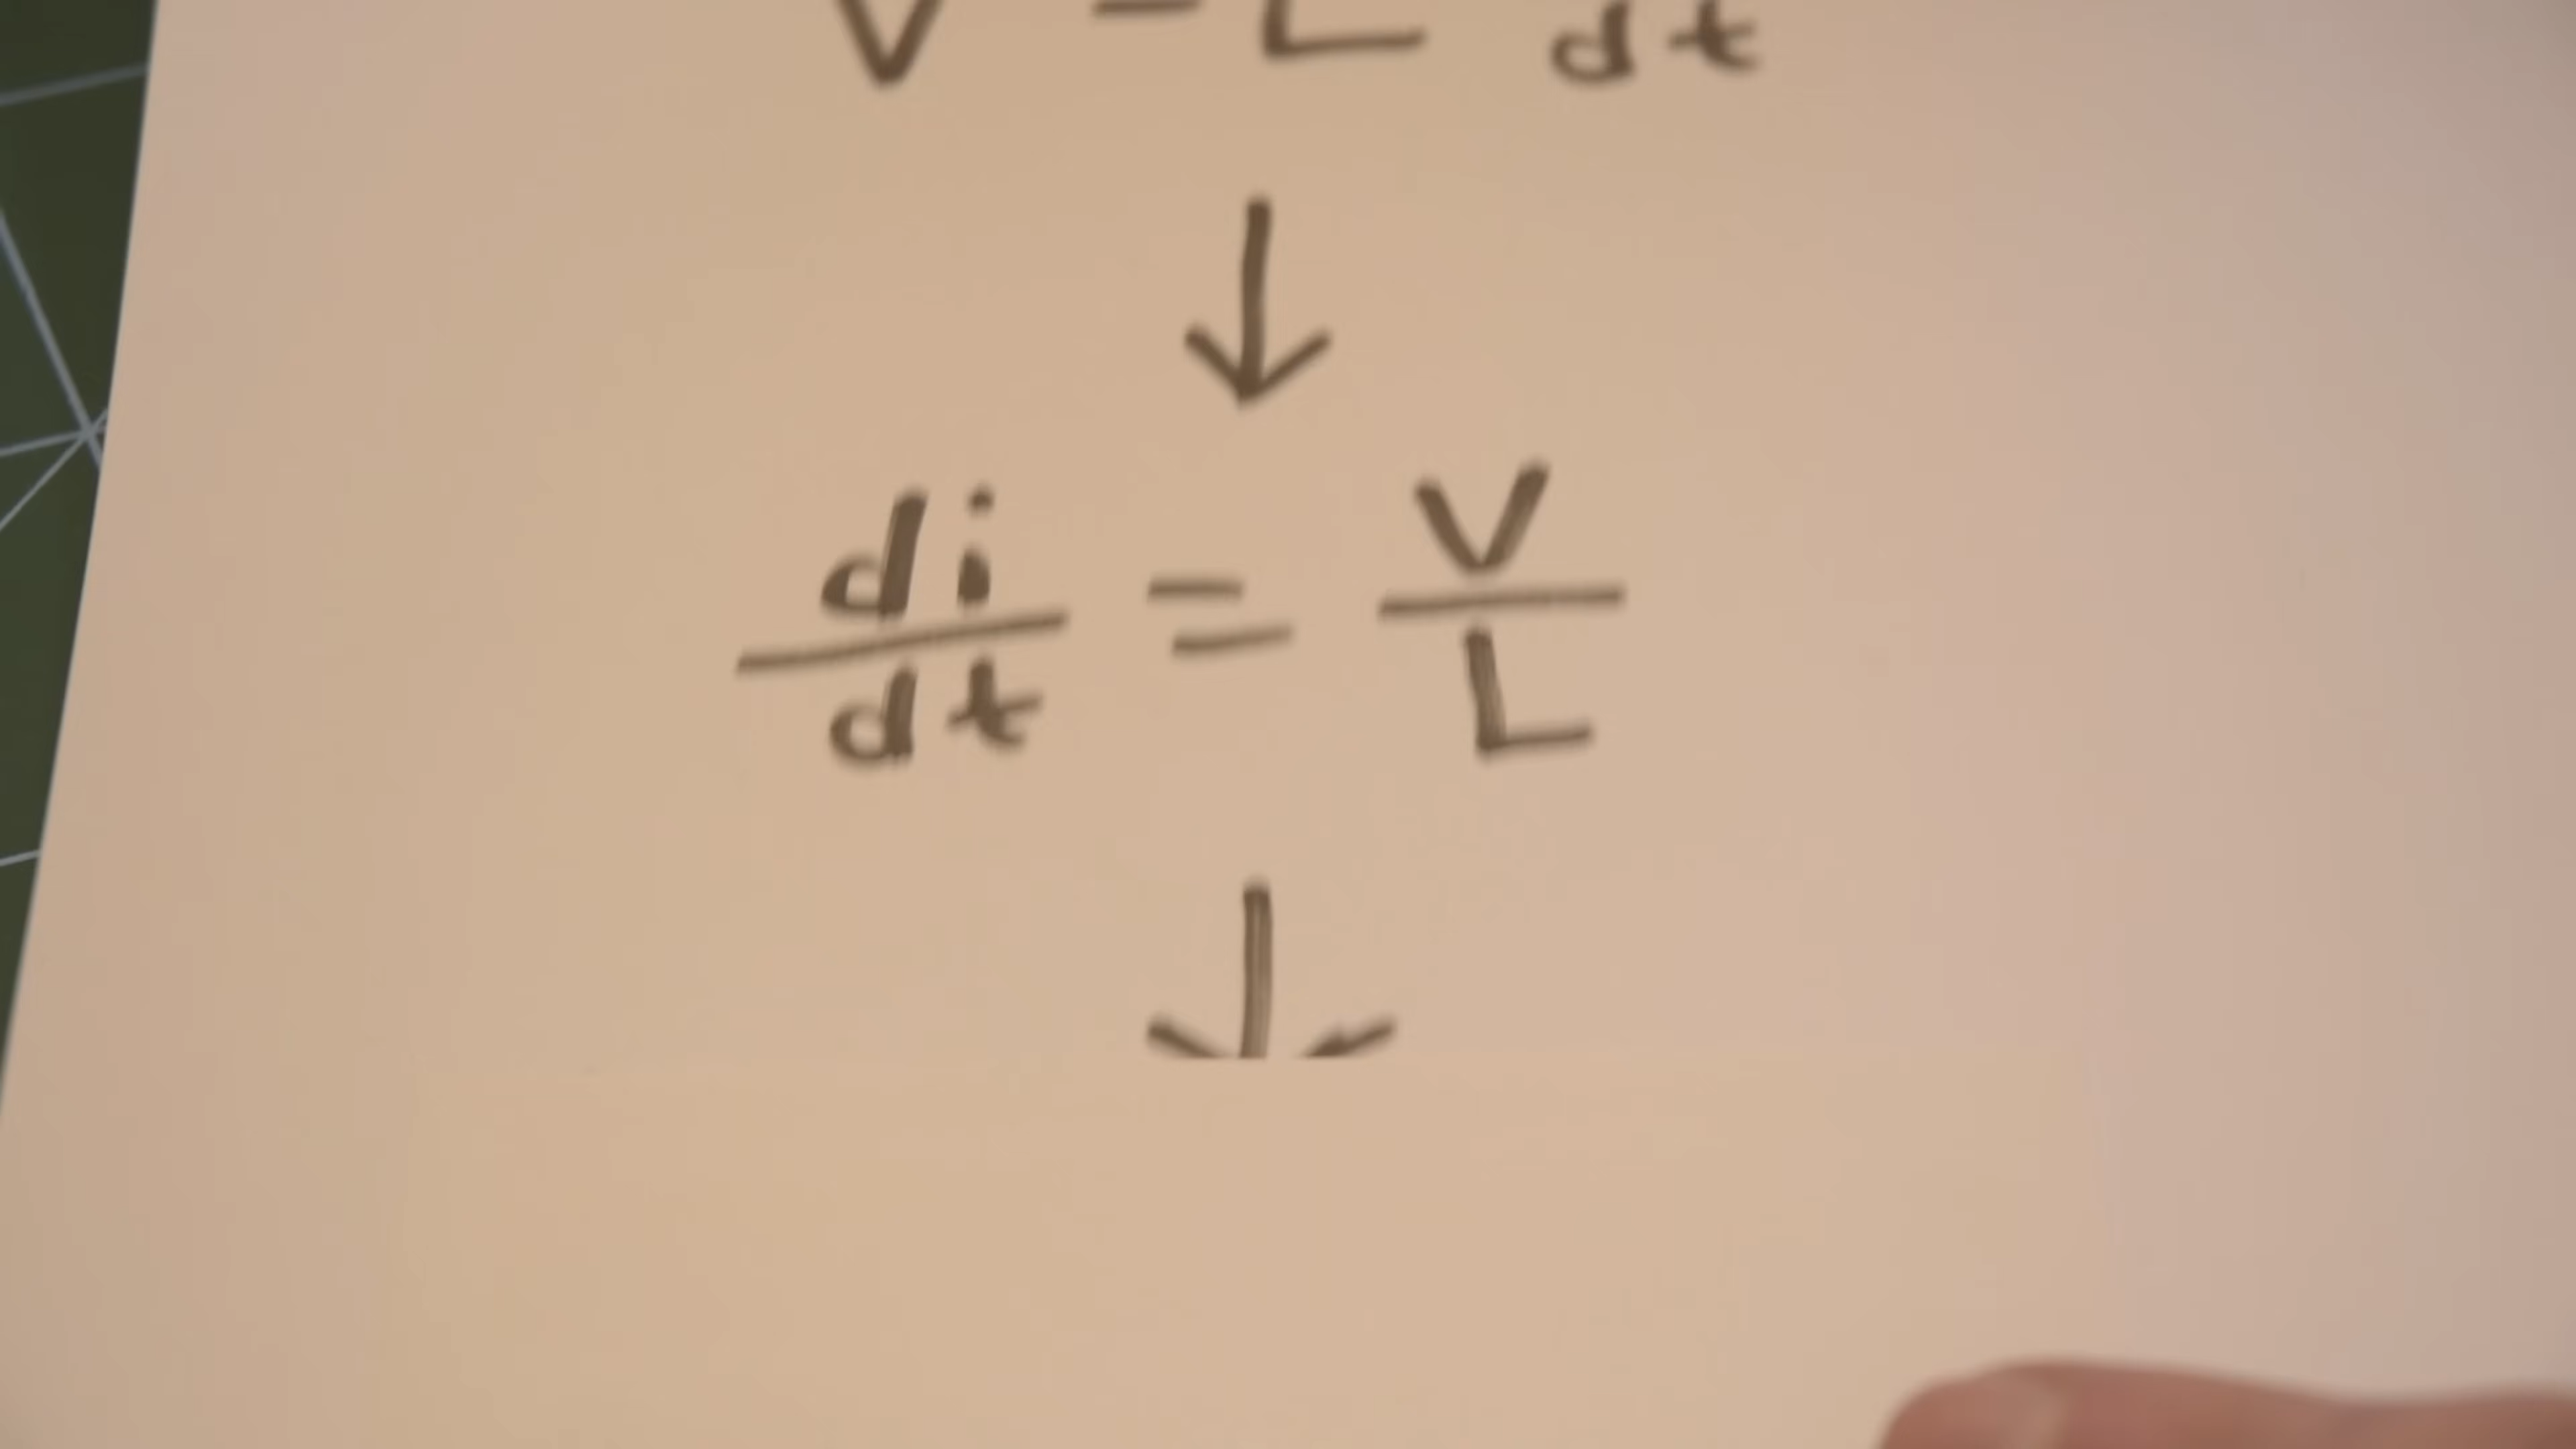 V = L dt
↓
di/dt = V/L
↓